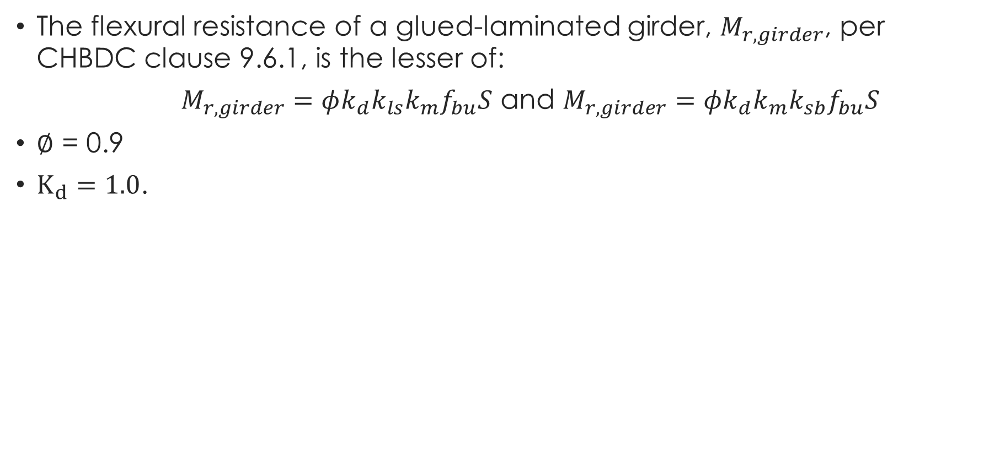 • The flexural resistance of a glued-laminated girder, $M_{r,girder}$, per
CHBDC clause 9.6.1, is the lesser of:
$M_{r,girder} = \phi k_d k_{ls} k_m f_{bu} S$ and $M_{r,girder} = \phi k_d k_m k_{sb} f_{bu} S$
• ∅ = 0.9
• $K_d = 1.0.$